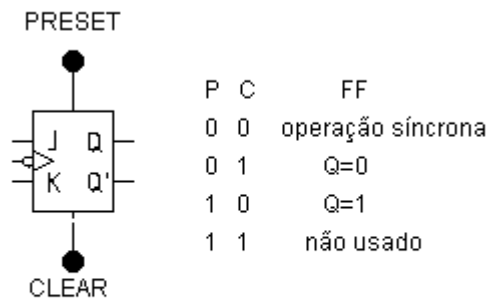 PRESET
J Q
K Q'
CLEAR
P C FF
0 0 operação síncrona
0 1 Q=0
1 0 Q=1
1 1 não usado